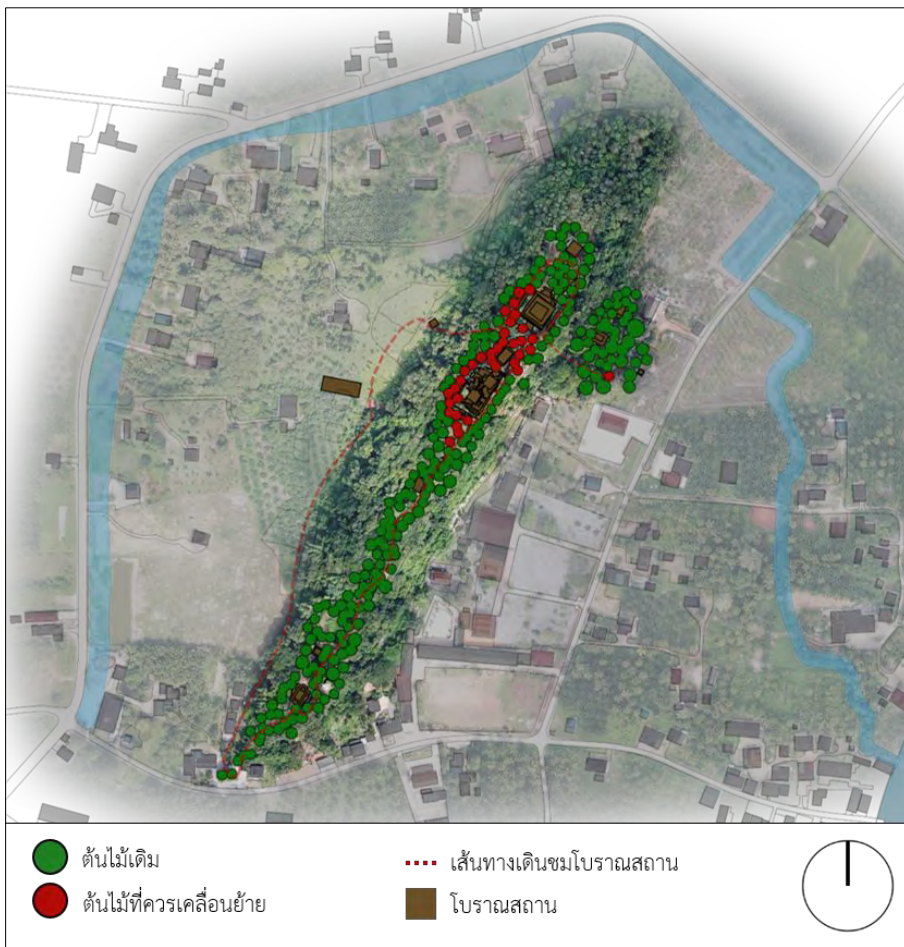 ต้นไม้เดิม
ต้นไม้ที่ควรเคลื่อนย้าย
เส้นทางเดินชมโบราณสถาน
โบราณสถาน